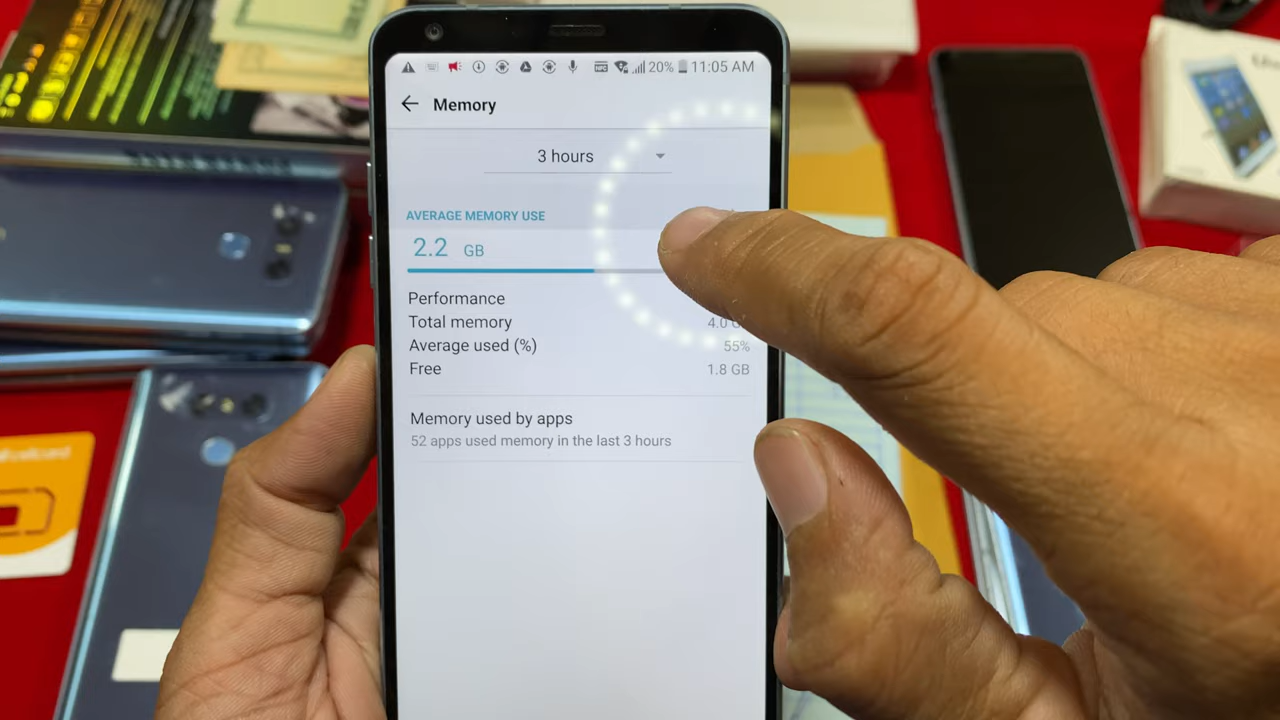 20% 11:05 AM
Memory
3 hours
AVERAGE MEMORY USE
2.2 GB
Performance
Total memory 4.0
Average used (%) 55%
Free 1.8 GB
Memory used by apps
52 apps used memory in the last 3 hours